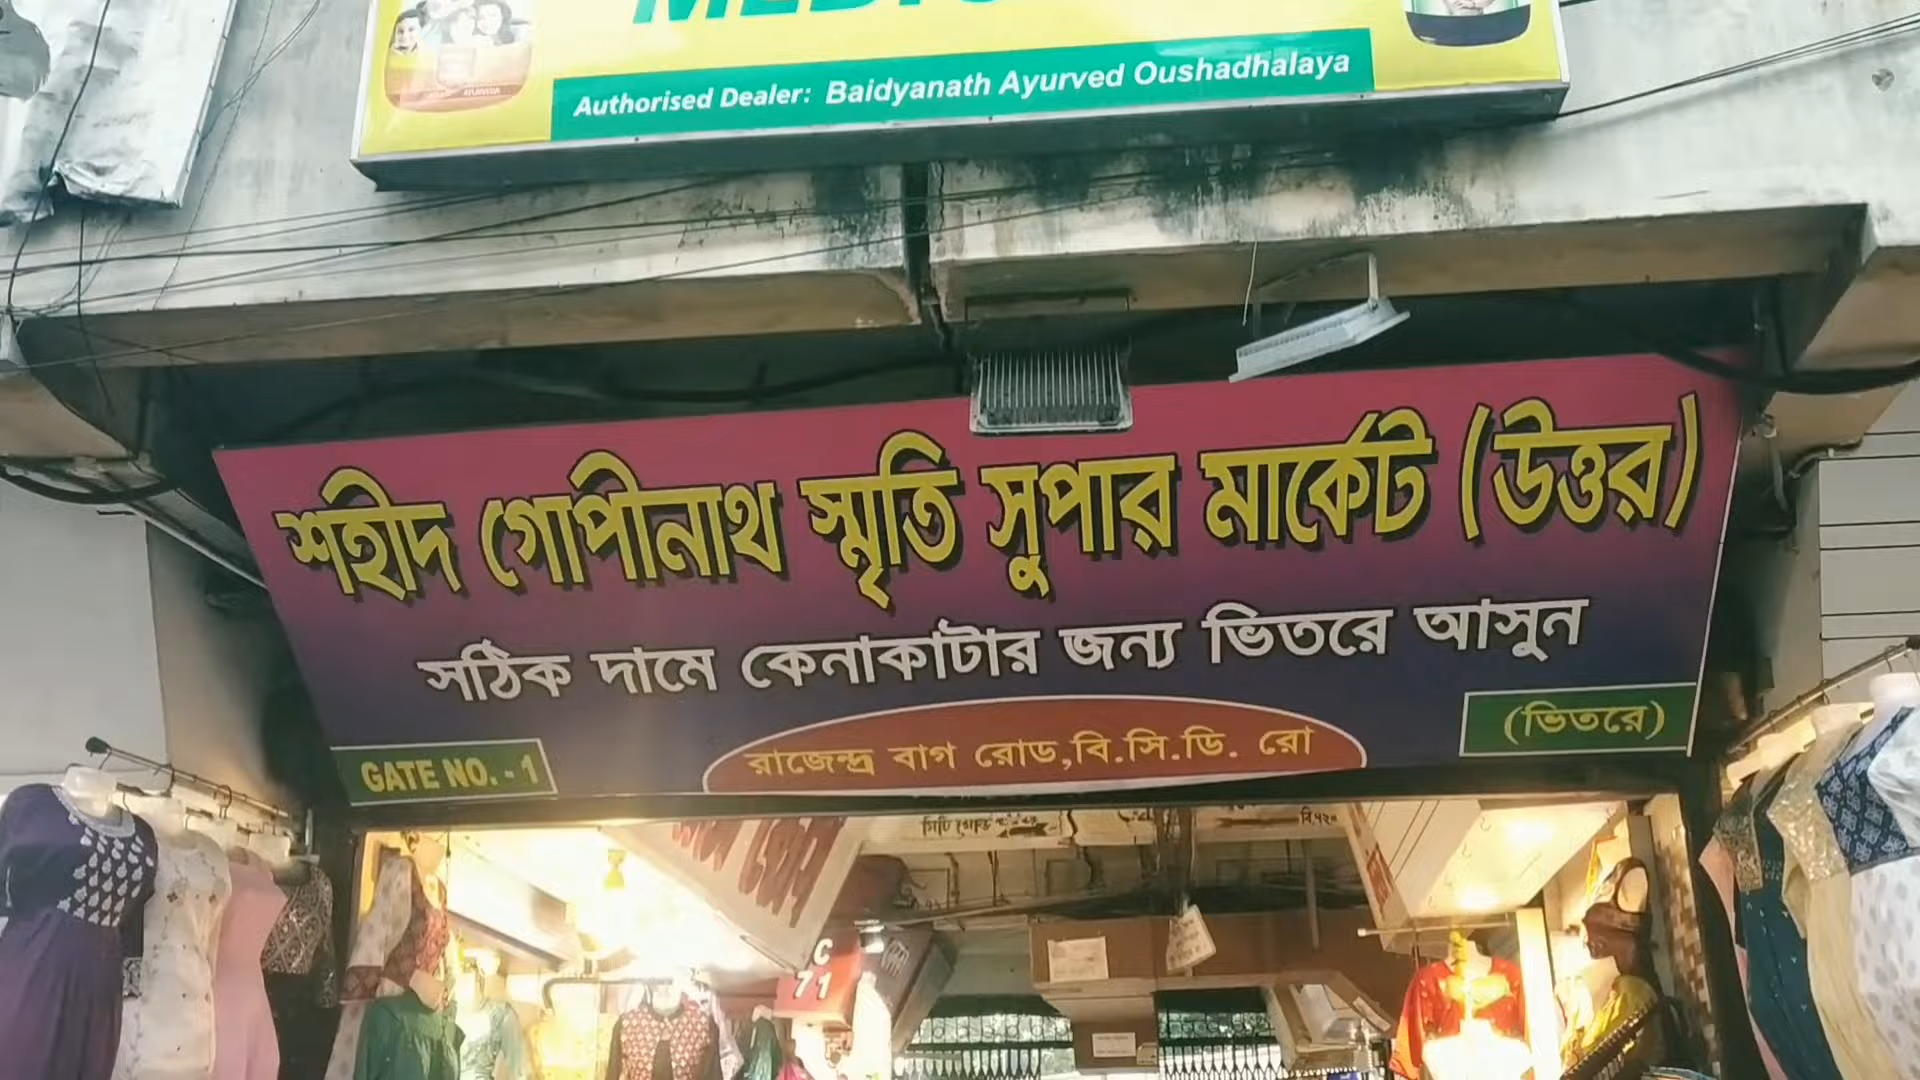 Authorised Dealer: Baidyanath Ayurved Oushadhalaya
শহীদ গোপীনাথ স্মৃতি সুপার মার্কেট (উত্তর)
সঠিক দামে কেনাকাটার জন্য ভিতরে আসুন
(ভিতরে)
রাজেন্দ্র বাগ রোড,বি.সি.ডি. রো
GATE NO. - 1
C
71